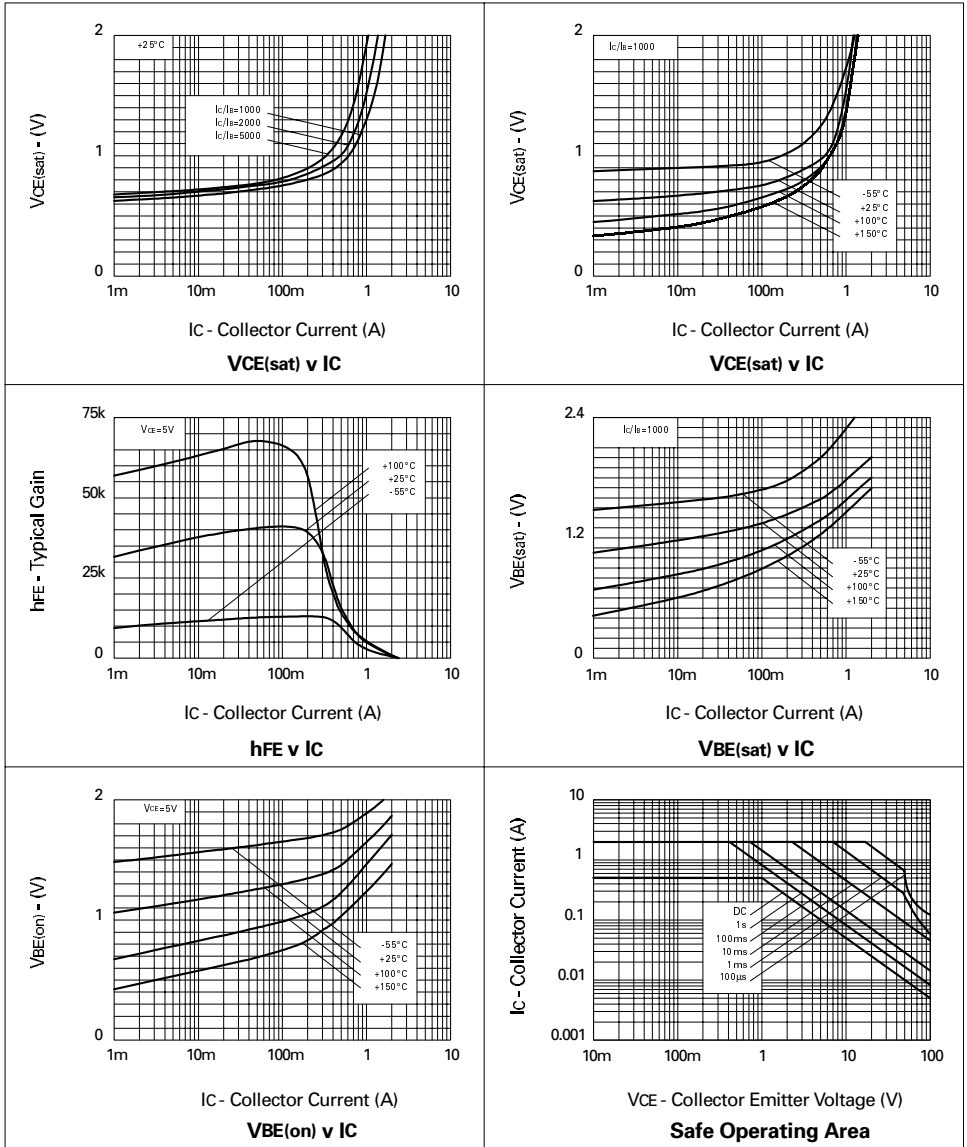 2
+25°C
IC/IB=1000
IC/IB=2000
IC/IB=5000
1
0
VCE(sat) - (V)
1m
10m
100m
1
10
IC - Collector Current (A)
VCE(sat) v IC
2
IC/IB=1000
1
0
VCE(sat) - (V)
-55°C
+25°C
+100°C
+150°C
1m
10m
100m
1
10
IC - Collector Current (A)
VCE(sat) v IC
75k
VCE=5V
50k
25k
0
hFE - Typical Gain
+100°C
+25°C
-55°C
1m
10m
100m
1
10
IC - Collector Current (A)
hFE v IC
2.4
IC/IB=1000
1.2
0
VBE(sat) - (V)
-55°C
+25°C
+100°C
+150°C
1m
10m
100m
1
10
IC - Collector Current (A)
VBE(sat) v IC
2
VCE=5V
1
0
VBE(on) - (V)
-55°C
+25°C
+100°C
+150°C
1m
10m
100m
1
10
IC - Collector Current (A)
VBE(on) v IC
10
1
0.1
0.01
0.001
IC - Collector Current (A)
DC
1s
100ms
10ms
1ms
100µs
10m
100m
1
10
100
VCE - Collector Emitter Voltage (V)
Safe Operating Area